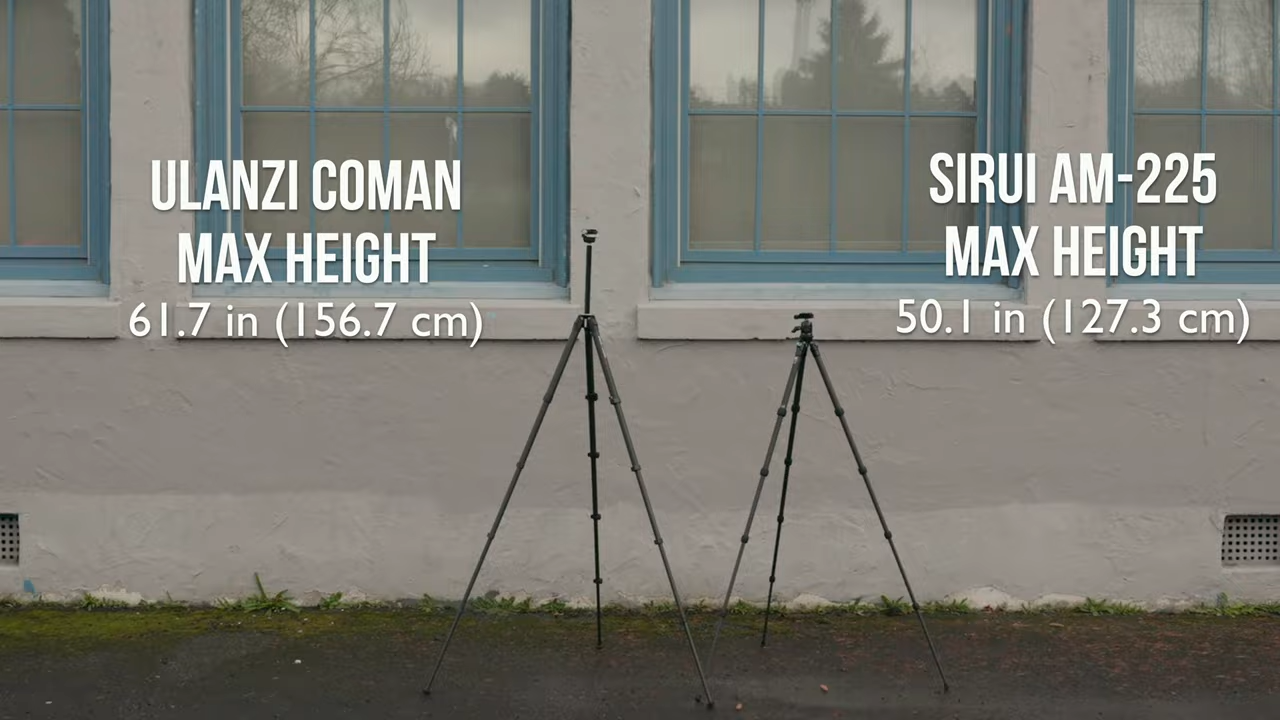 ULANZI COMAN
MAX HEIGHT
61.7 in (156.7 cm)
SIRUI AM-225
MAX HEIGHT
50.1 in (127.3 cm)